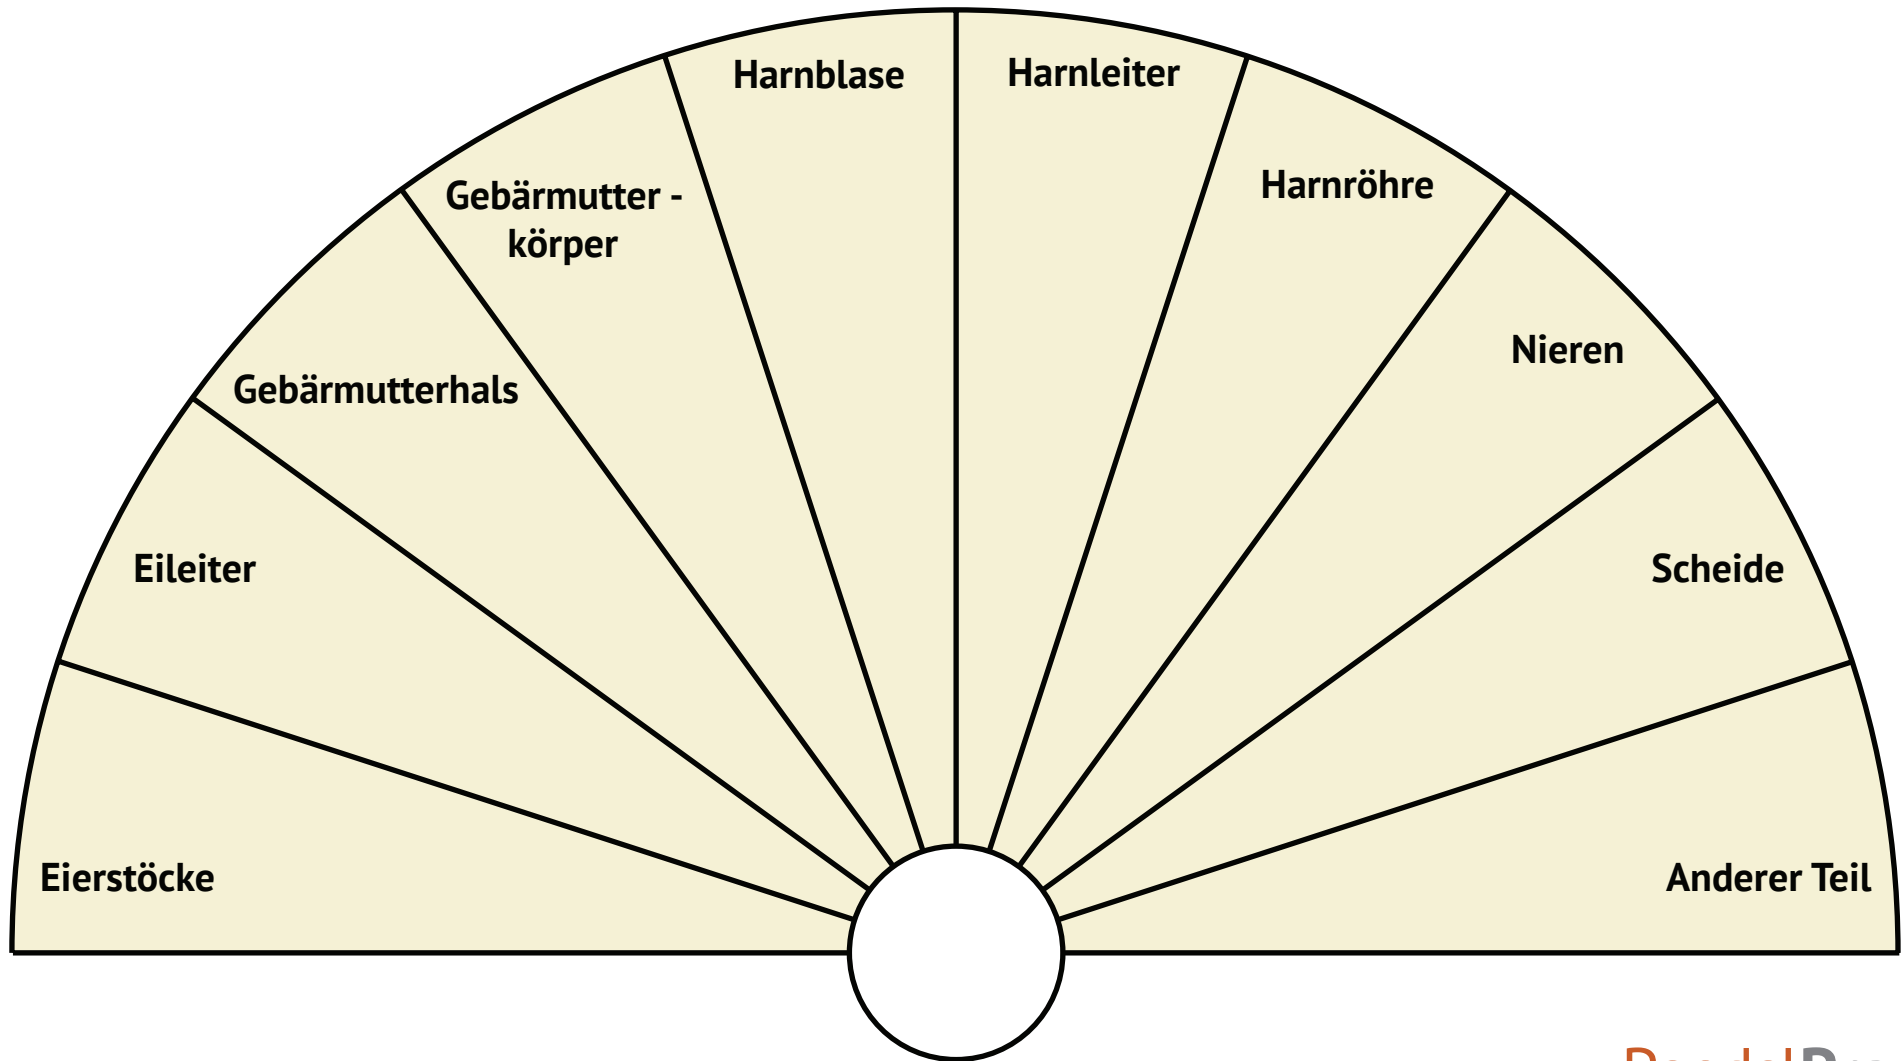 Harnblase
Harnleiter
Gebärmutter -
körper
Harnröhre
Gebärmutterhals
Nieren
Eileiter
Scheide
Eierstöcke
Anderer Teil